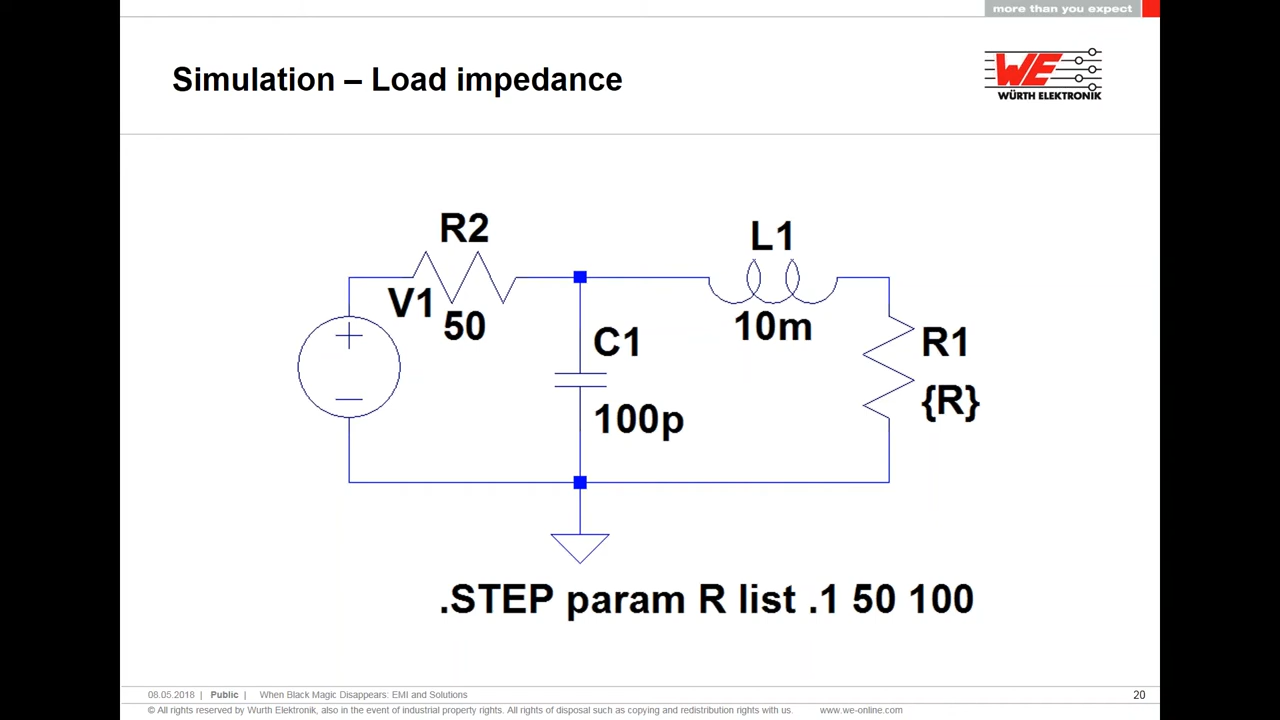 more than you expect
Simulation – Load impedance
WE
WÜRTH ELEKTRONIK
R2
L1
V1
50
10m
C1
R1
{R}
100p
.STEP param R list .1 50 100
08.05.2018 | Public | When Black Magic Disappears: EMI and Solutions
20
© All rights reserved by Wurth Elektronik, also in the event of industrial property rights. All rights of disposal such as copying and redistribution rights with us. www.we-online.com